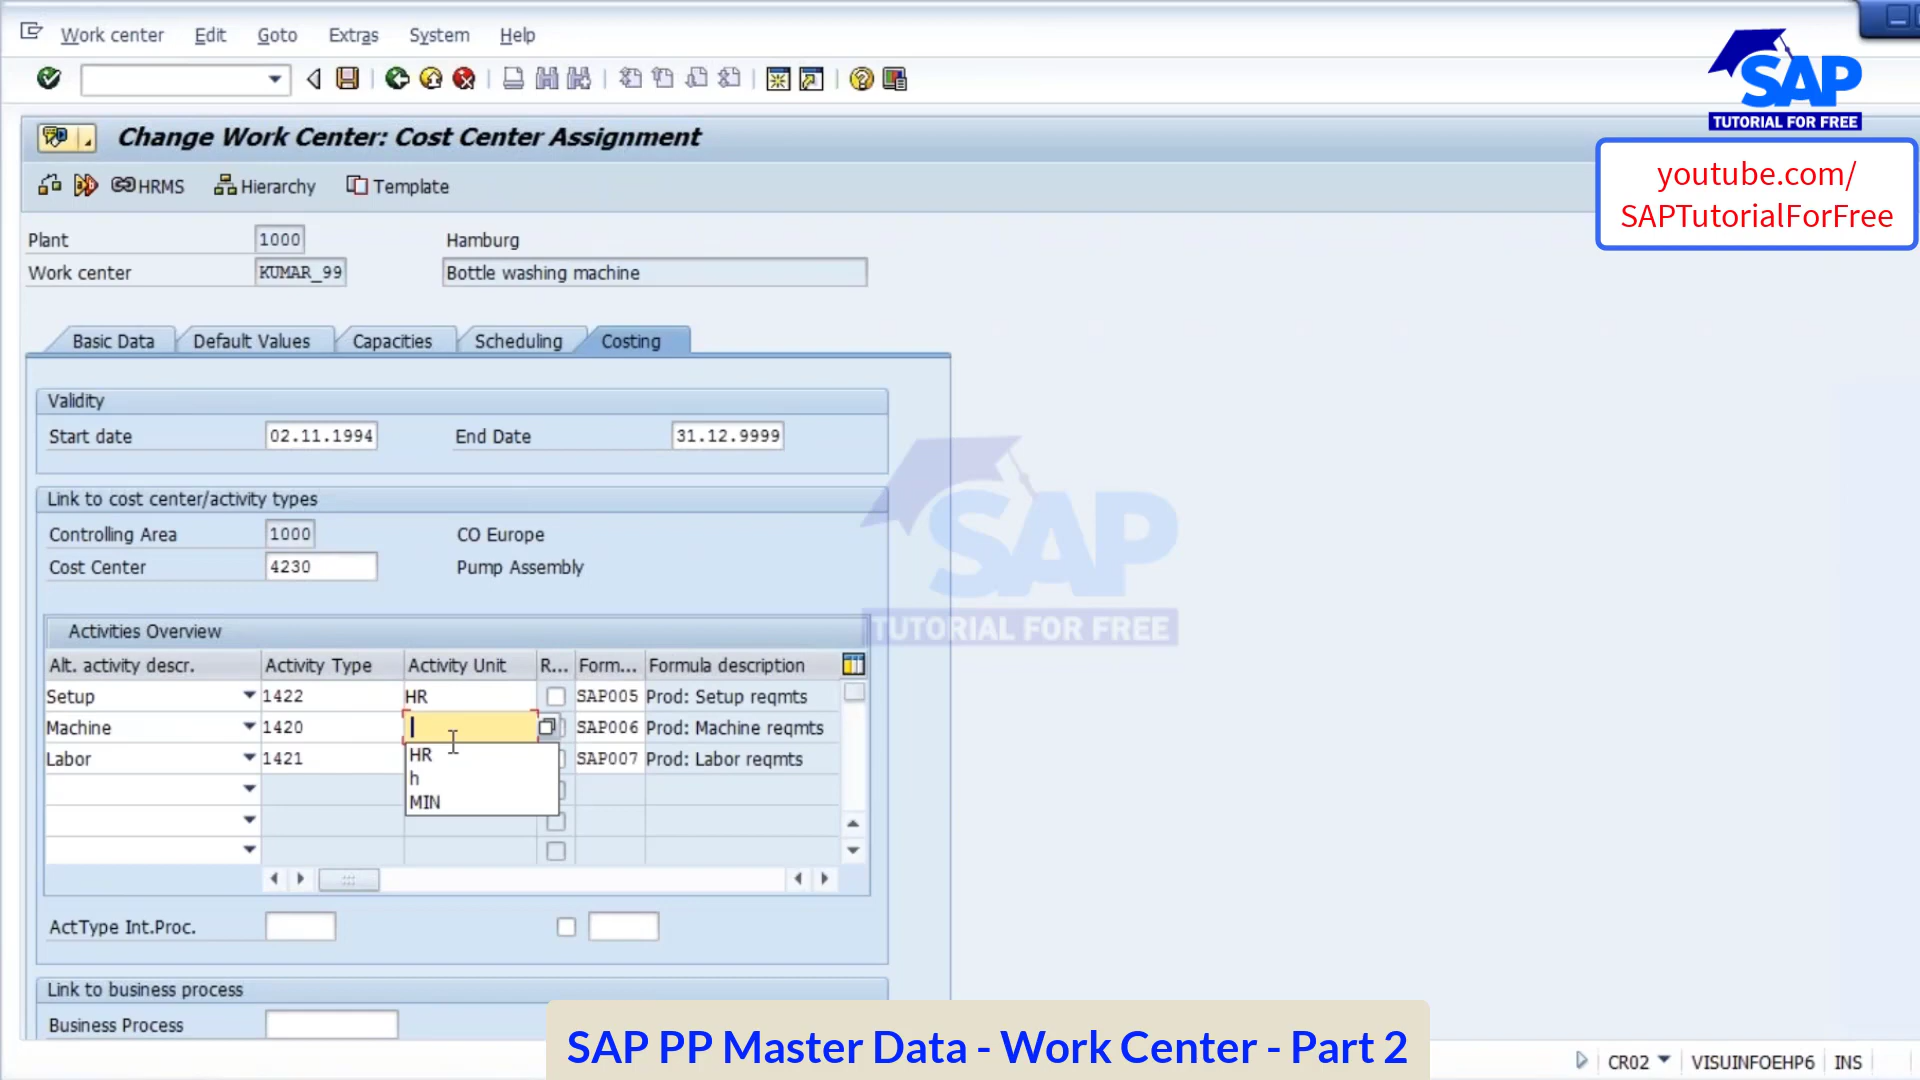 Work center Edit Goto Extras System Help
SAP
TUTORIAL FOR FREE
Change Work Center: Cost Center Assignment
youtube.com/
SAPTutorialForFree
HRMS Hierarchy Template
Plant 1000 Hamburg
Work center KUMAR_99 Bottle washing machine
Basic Data Default Values Capacities Scheduling Costing
Validity
Start date 02.11.1994 End Date 31.12.9999
Link to cost center/activity types
Controlling Area 1000 CO Europe
Cost Center 4230 Pump Assembly
SAP
TUTORIAL FOR FREE
Activities Overview
Alt. activity descr. Activity Type Activity Unit R... Form... Formula description
Setup 1422 HR SAP005 Prod: Setup reqmts
Machine 1420 SAP006 Prod: Machine reqmts
Labor 1421 SAP007 Prod: Labor reqmts
HR
h
MIN
ActType Int.Proc.
Link to business process
Business Process
SAP PP Master Data - Work Center - Part 2
CR02 VISUINFOEHP6 INS